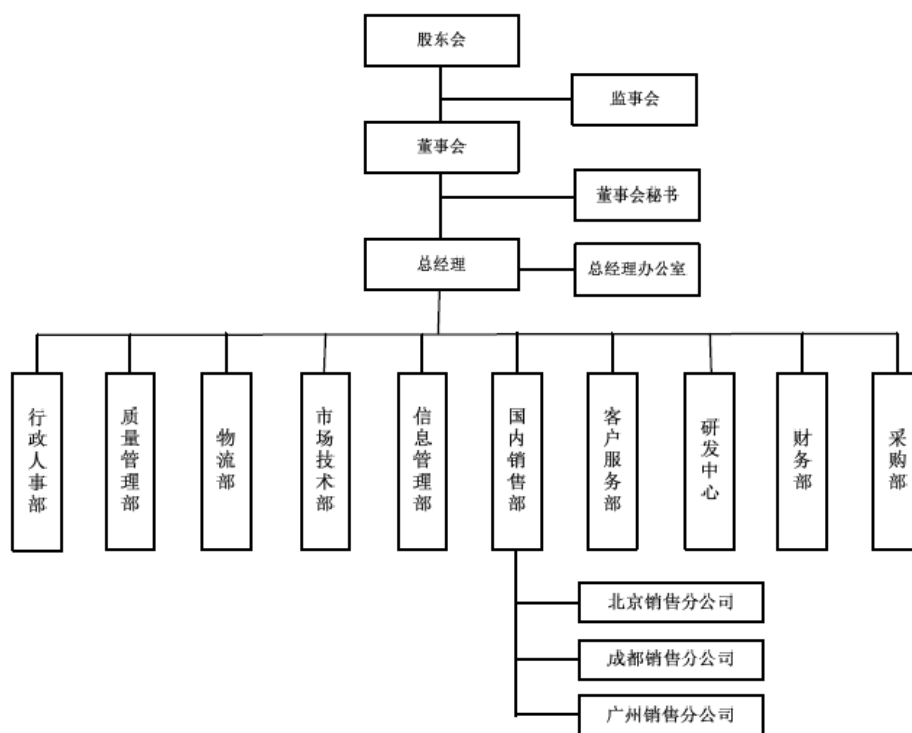 股东会
监事会
董事会
董事会秘书
总经理
总经理办公室
行政人事部
质量管理部
物流部
市场技术部
信息管理部
国内销售部
客户服务部
研发中心
财务部
采购部
北京销售分公司
成都销售分公司
广州销售分公司